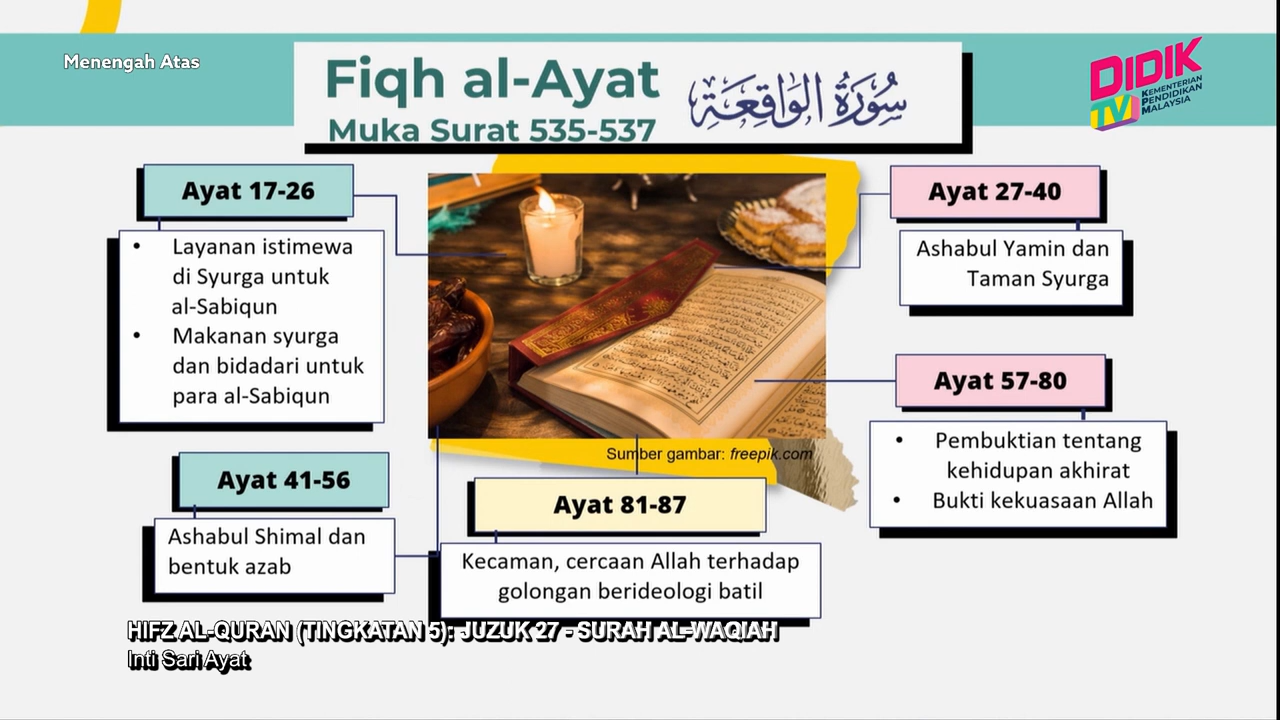 Menengah Atas
Fiqh al-Ayat
سُورَةُ الوَاقِعَة
Muka Surat 535-537
DIDIK
TV
KEMENTERIAN
PENDIDIKAN
MALAYSIA
Ayat 17-26
• Layanan istimewa
di Syurga untuk
al-Sabiqun
• Makanan syurga
dan bidadari untuk
para al-Sabiqun
Ayat 27-40
Ashabul Yamin dan
Taman Syurga
Ayat 41-56
Ashabul Shimal dan
bentuk azab
Sumber gambar: freepik.com
Ayat 57-80
• Pembuktian tentang
kehidupan akhirat
• Bukti kekuasaan Allah
Ayat 81-87
Kecaman, cercaan Allah terhadap
golongan berideologi batil
HIFZ AL-QURAN (TINGKATAN 5): JUZUK 27 - SURAH AL-WAQIAH
Inti Sari Ayat